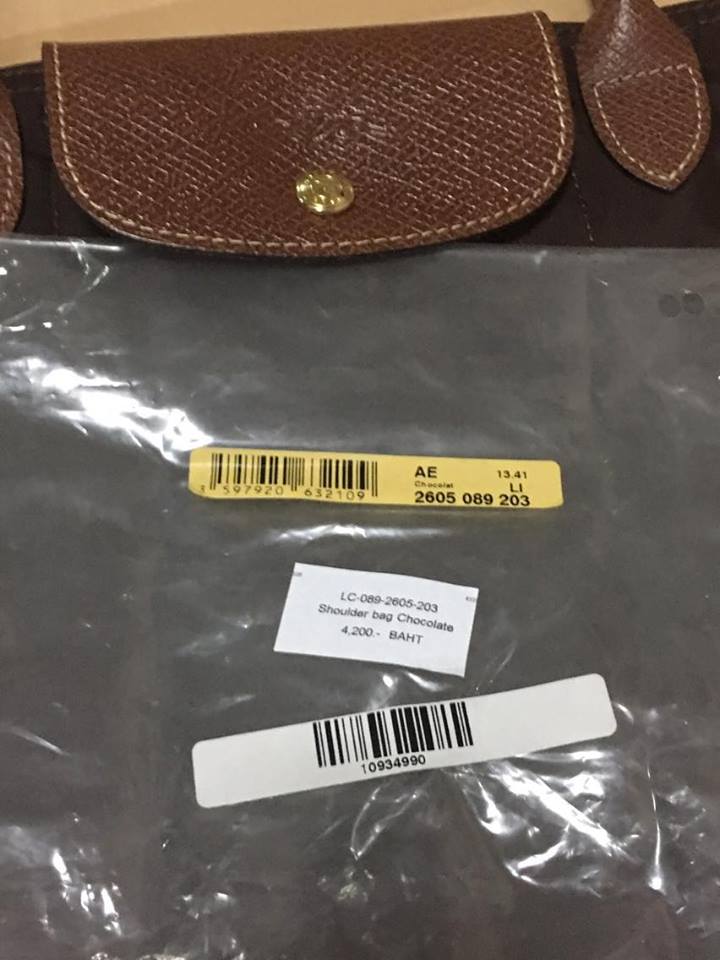 AE 13.41
Chocolat LI
3 597920 632109 2605 089 203
LC-089-2605-203
Shoulder bag Chocolate
4,200.- BAHT
10934990